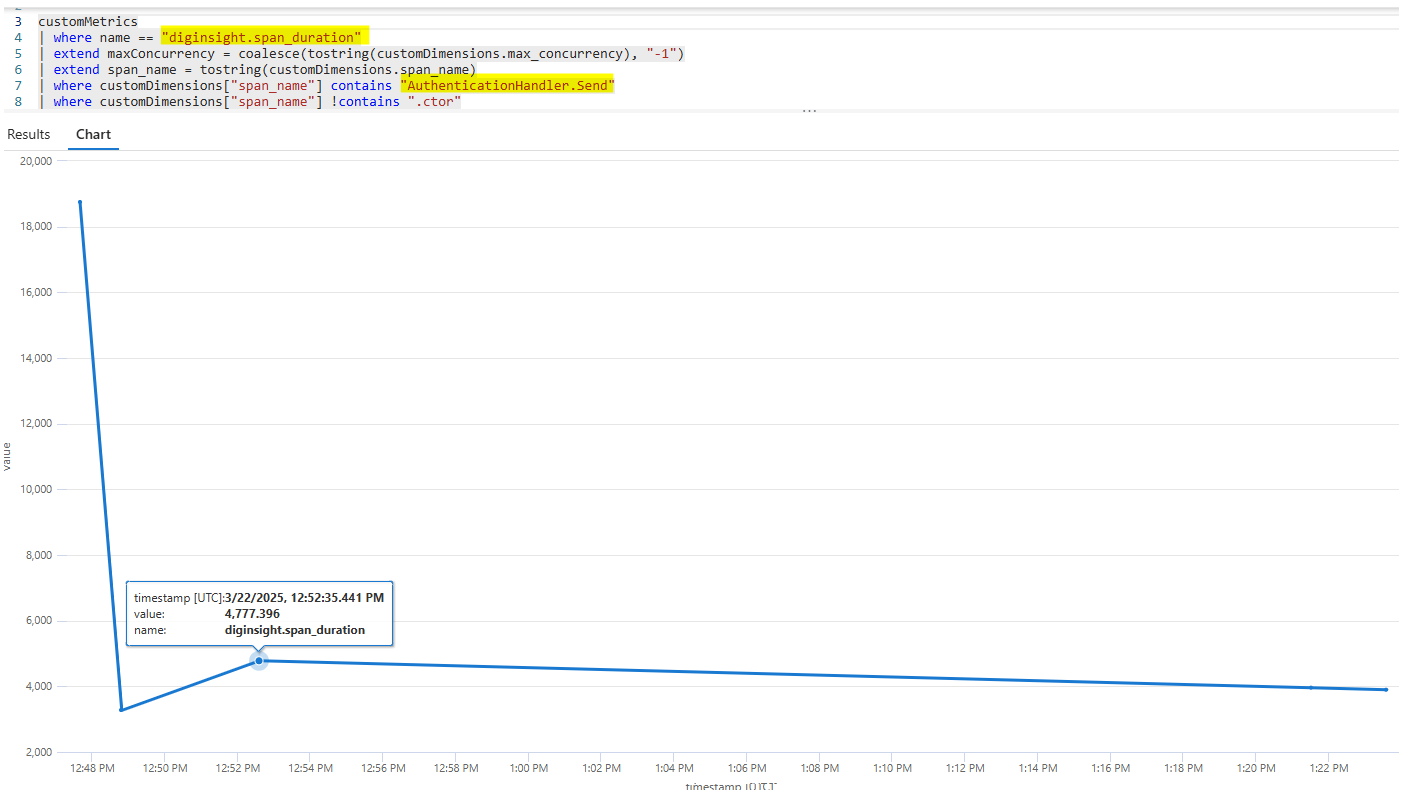 3 customMetrics
4 | where name == "diginsight.span_duration"
5 | extend maxConcurrency = coalesce(tostring(customDimensions.max_concurrency), "-1")
6 | extend span_name = tostring(customDimensions.span_name)
7 | where customDimensions["span_name"] contains "AuthenticationHandler.Send"
8 | where customDimensions["span_name"] !contains ".ctor"
...
Results Chart
20,000
18,000
16,000
14,000
12,000
value
10,000
8,000
timestamp [UTC]:3/22/2025, 12:52:35.441 PM
value: 4,777.396
name: diginsight.span_duration
6,000
4,000
2,000
12:48 PM 12:50 PM 12:52 PM 12:54 PM 12:56 PM 12:58 PM 1:00 PM 1:02 PM 1:04 PM 1:06 PM 1:08 PM 1:10 PM 1:12 PM 1:14 PM 1:16 PM 1:18 PM 1:20 PM 1:22 PM
timestamp [UTC]